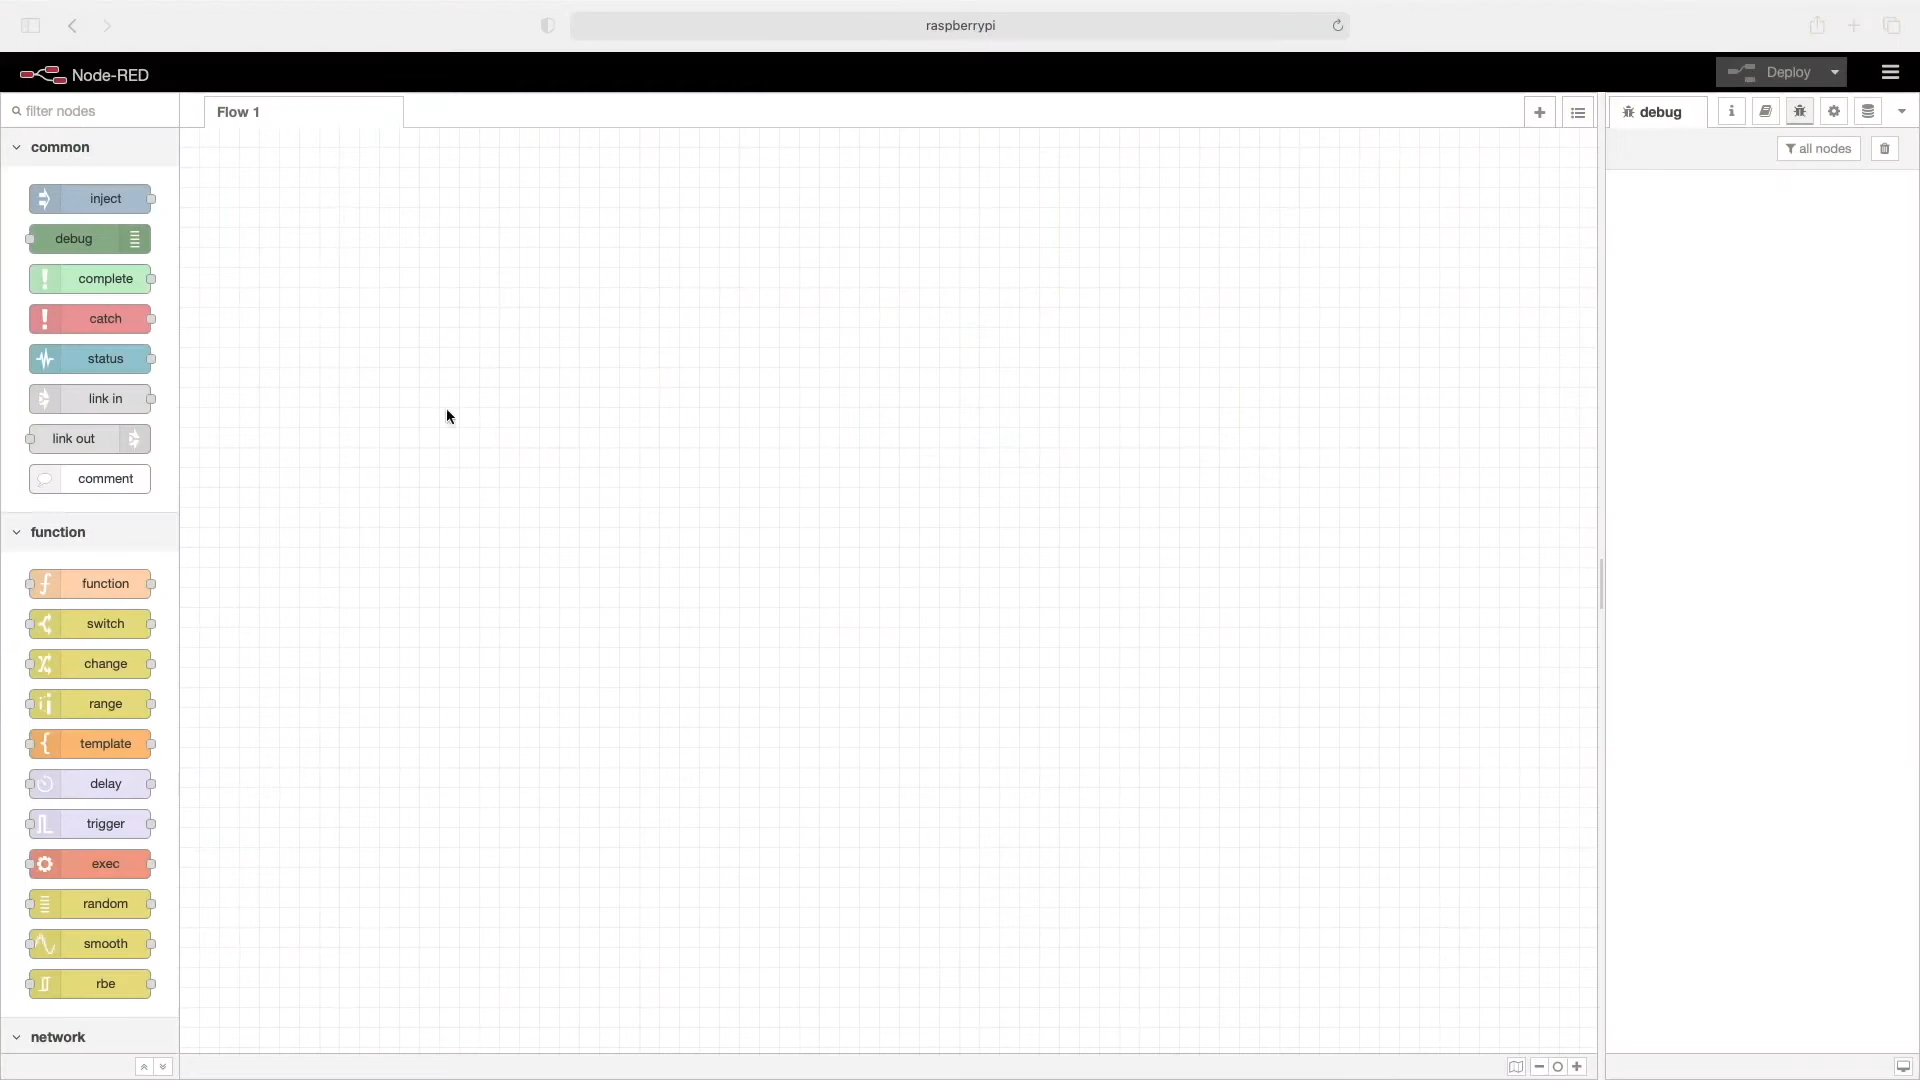 raspberrypi
Node-RED
Deploy
filter nodes
Flow 1
debug
i
all nodes
common
inject
debug
complete
catch
status
link in
link out
comment
function
function
switch
change
range
template
delay
trigger
exec
random
smooth
rbe
network